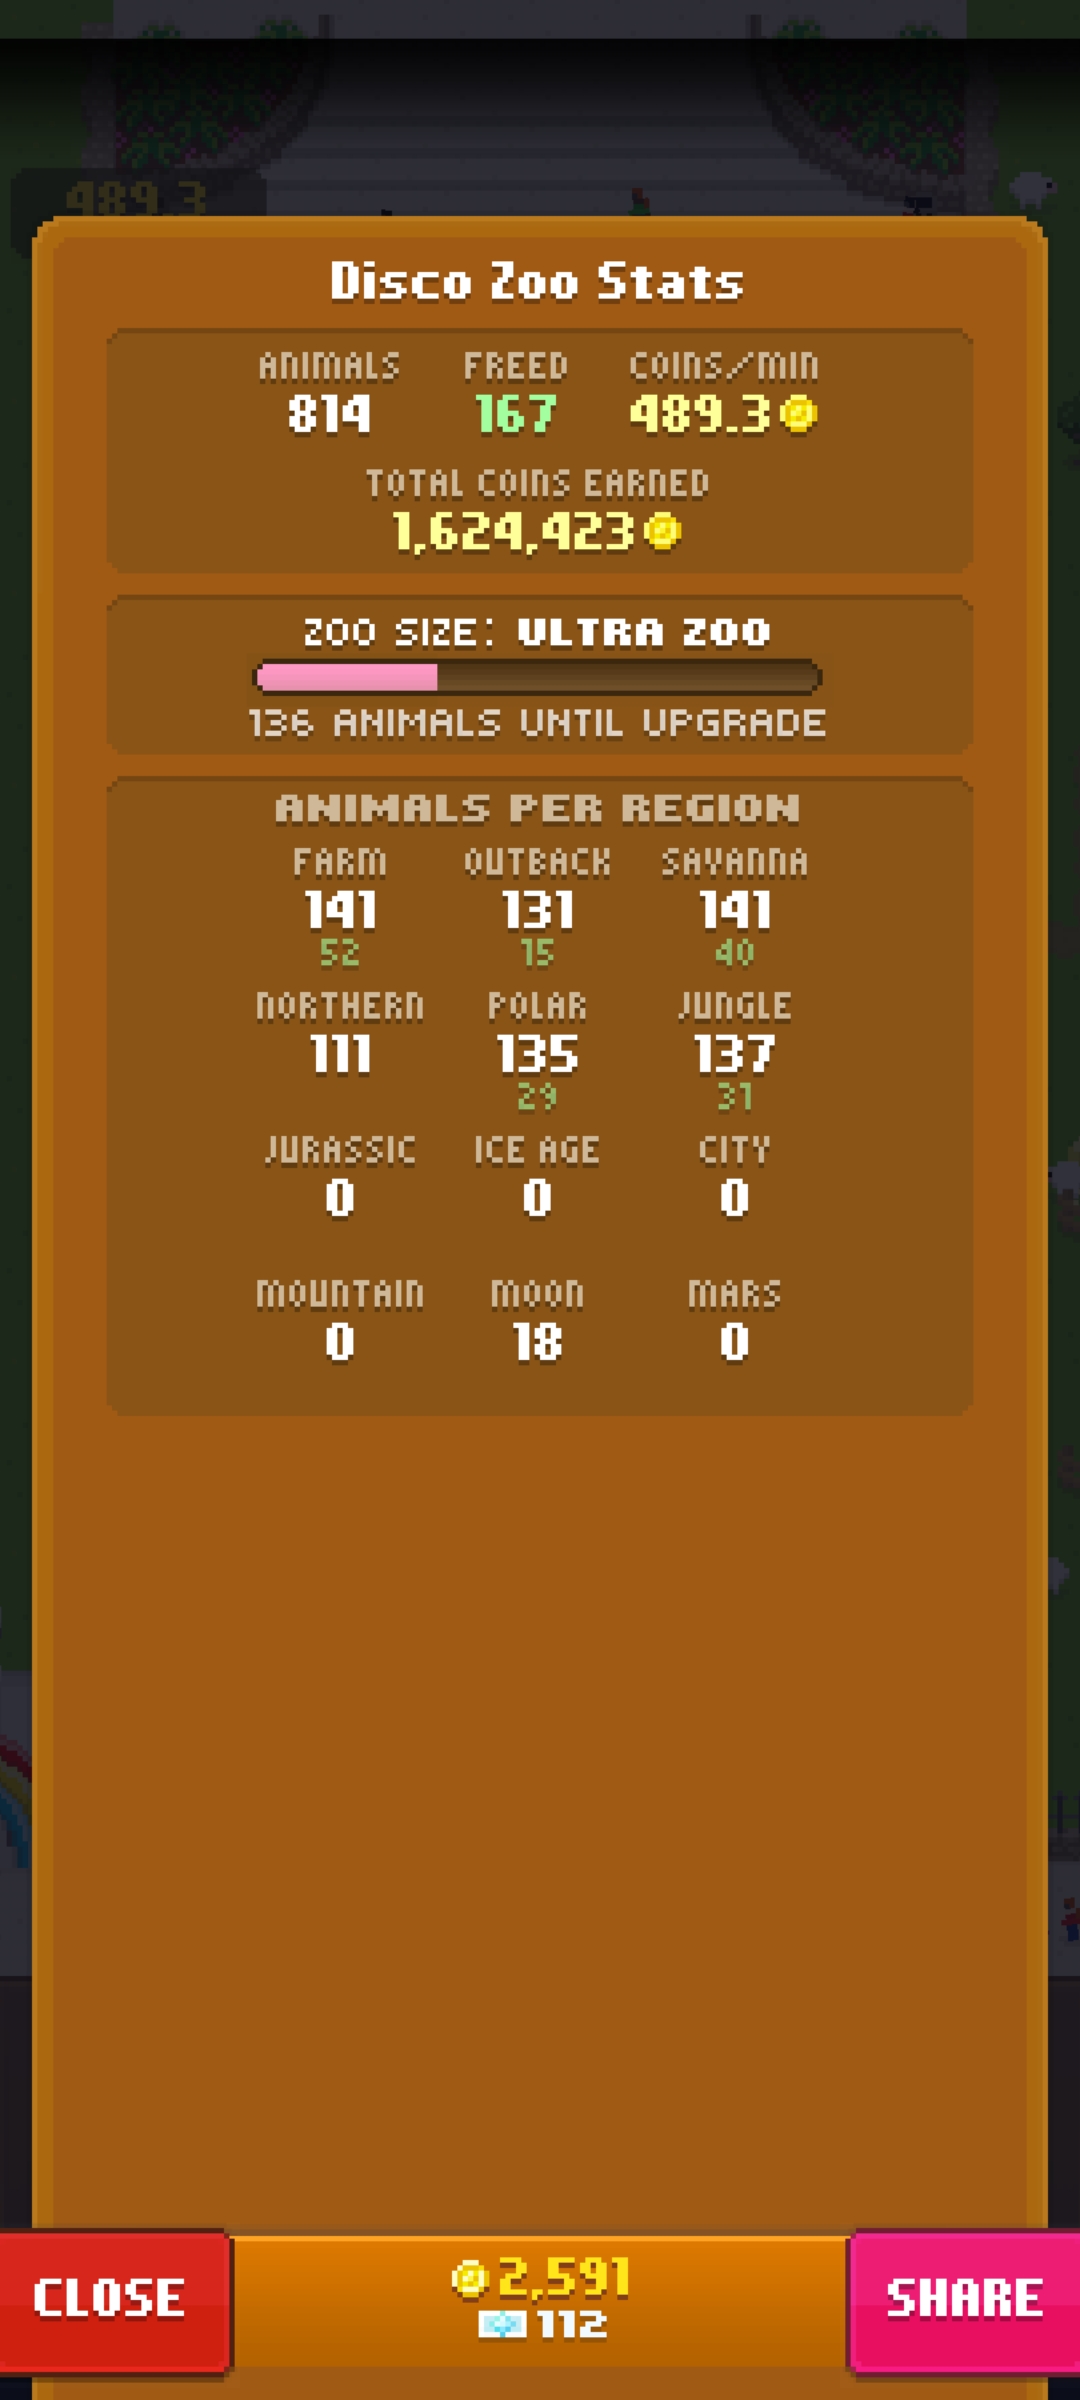 489.3
Disco Zoo Stats
ANIMALS FREED COINS/MIN
814 167 489.3
TOTAL COINS EARNED
1,624,423
ZOO SIZE: ULTRA ZOO
136 ANIMALS UNTIL UPGRADE
ANIMALS PER REGION
FARM OUTBACK SAVANNA
141 131 141
52 15 40
NORTHERN POLAR JUNGLE
111 135 137
29 31
JURASSIC ICE AGE CITY
0 0 0
MOUNTAIN MOON MARS
0 18 0
CLOSE 2,591 SHARE
112